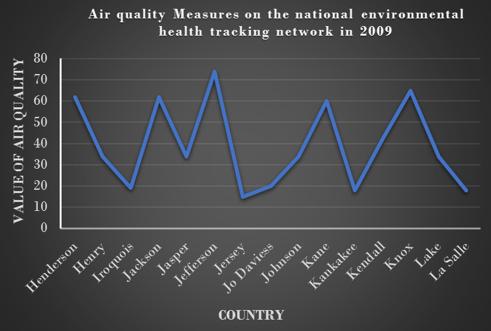 Air quality Measures on the national environmental
health tracking network in 2009
VALUE OF AIR QUALITY
80
70
60
50
40
30
20
10
0
Henderson
Henry
Iroquois
Jackson
Jasper
Jefferson
Jersey
Jo Daviess
Johnson
Kane
Kankakee
Kendall
Knox
Lake
La Salle
COUNTRY